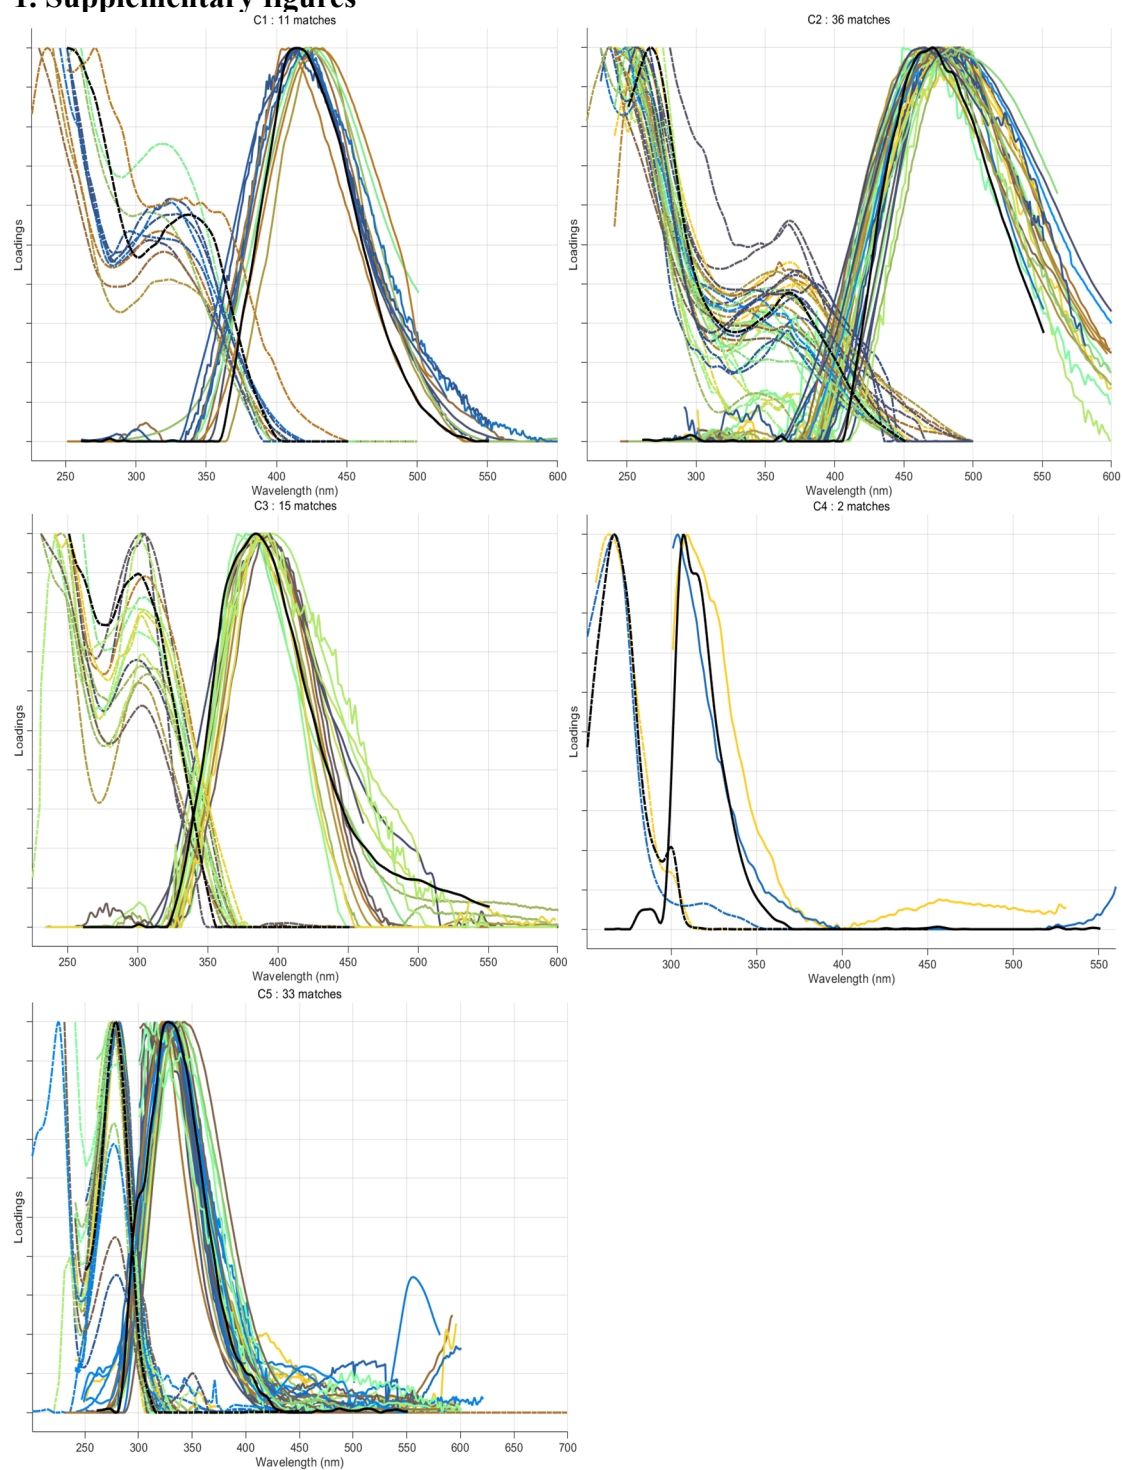 1. Supplementary figures
C1 : 11 matches
Loadings
250 300 350 400 450 500 550 600
Wavelength (nm)
C2 : 36 matches
Loadings
250 300 350 400 450 500 550 600
Wavelength (nm)
C3 : 15 matches
Loadings
250 300 350 400 450 500 550 600
Wavelength (nm)
C4 : 2 matches
Loadings
300 350 400 450 500 550
Wavelength (nm)
C5 : 33 matches
Loadings
250 300 350 400 450 500 550 600 650 700
Wavelength (nm)